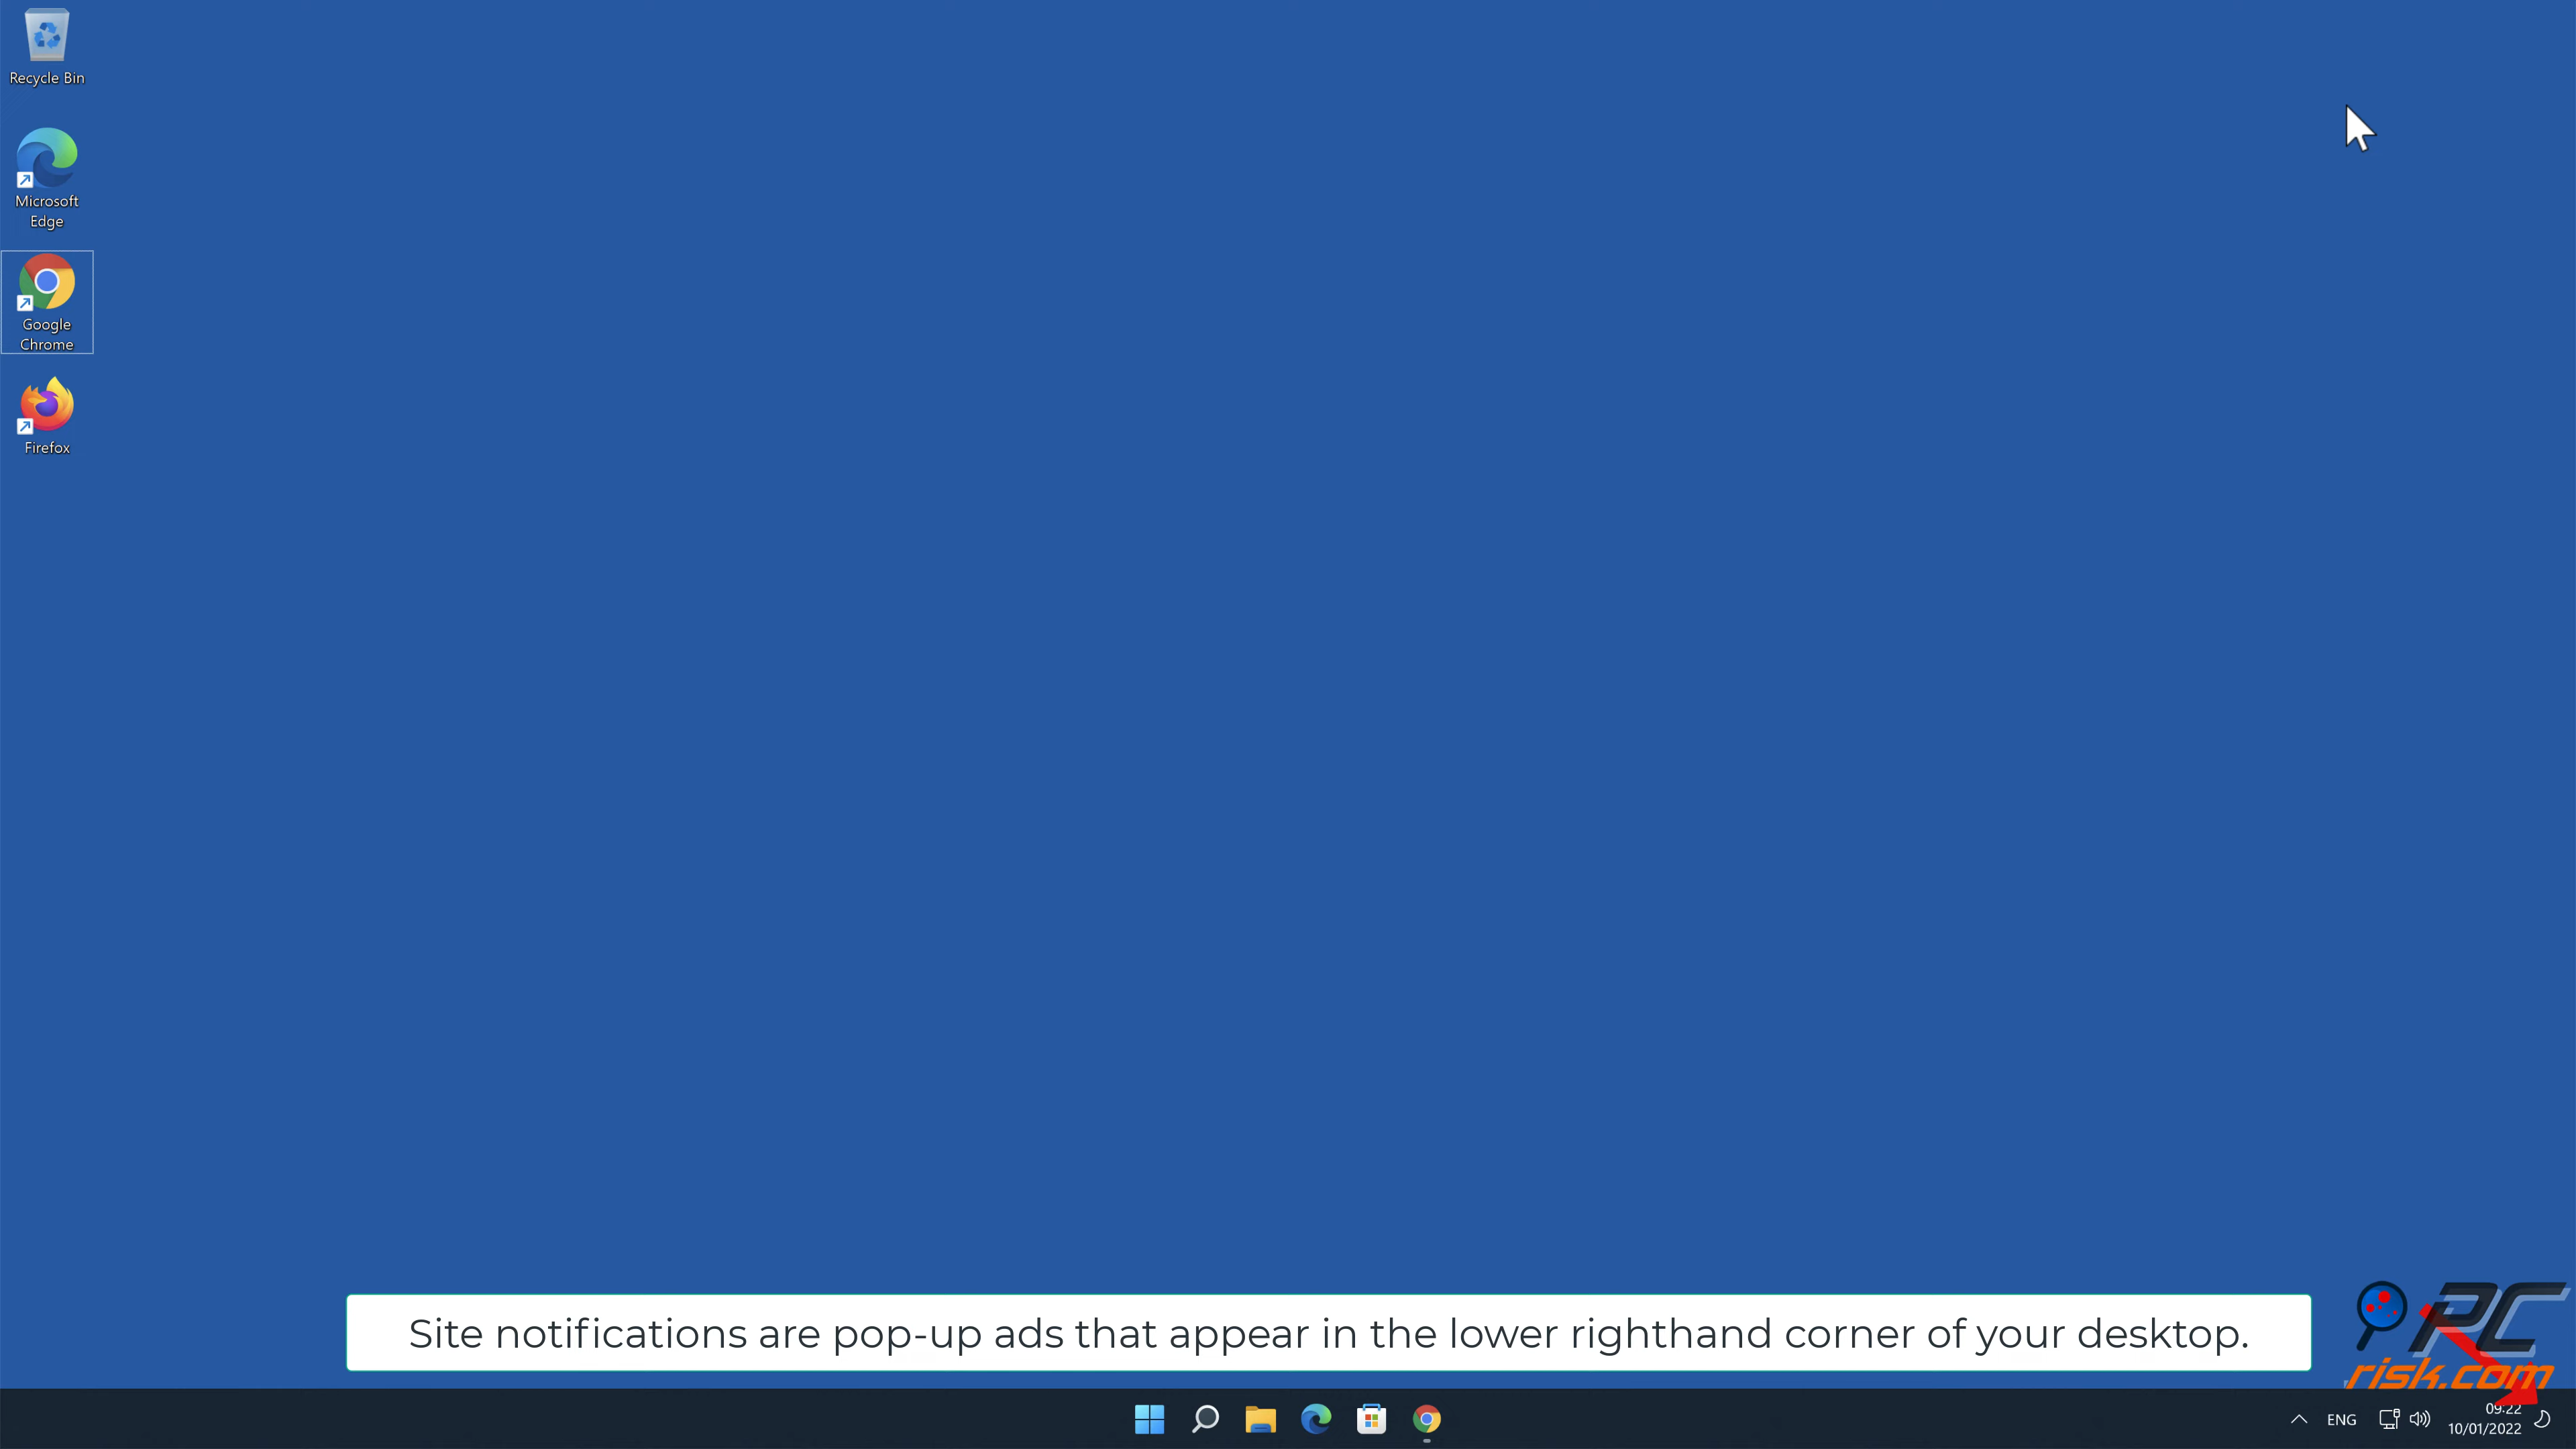 Recycle Bin
Microsoft
Edge
Google
Chrome
Firefox
Site notifications are pop-up ads that appear in the lower righthand corner of your desktop.
PC
risk.com
ENG
09:22
10/01/2022